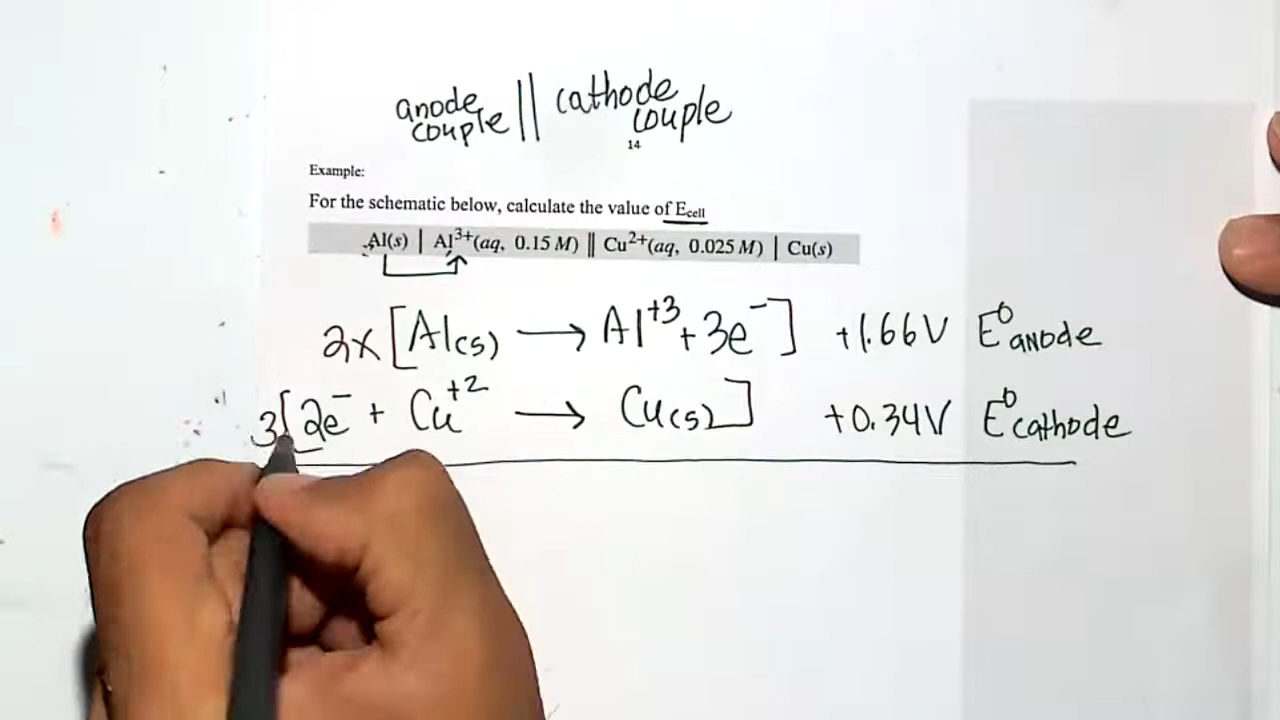 anode couple || cathode couple
14
Example:
For the schematic below, calculate the value of Ecell
Al(s) | Al³⁺(aq, 0.15 M) || Cu²⁺(aq, 0.025 M) | Cu(s)
2x [Al(s) → Al⁺³ + 3e⁻] +1.66V E⁰anode
3[2e⁻ + Cu⁺² → Cu(s)] +0.34V E⁰cathode